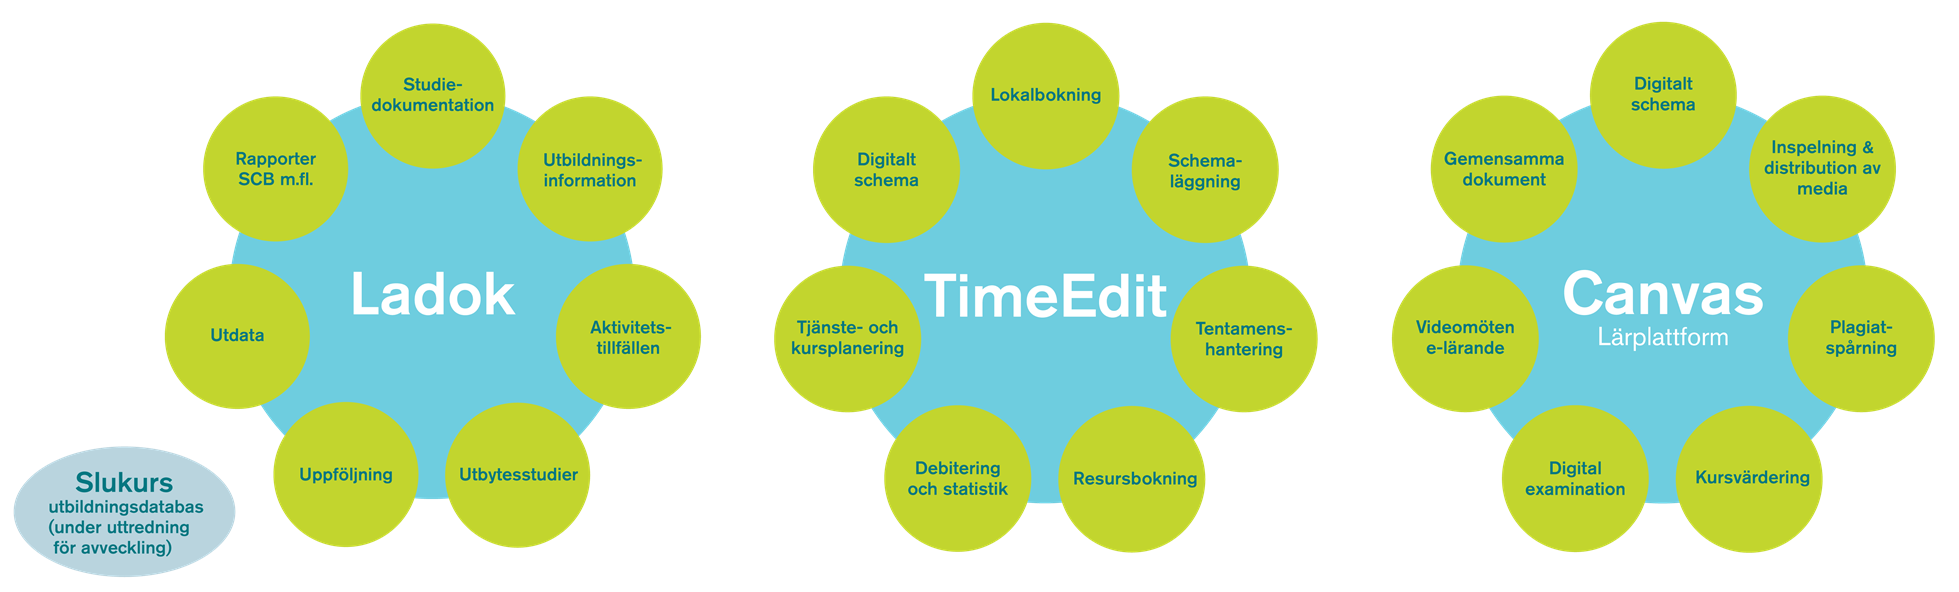 Studie-
dokumentation
Utbildnings-
information
Aktivitets-
tillfällen
Utbytesstudier
Uppföljning
Utdata
Rapporter
SCB m.fl.
Ladok
Slukurs
utbildningsdatabas
(under uttredning
för avveckling)
Lokalbokning
Schema-
läggning
Tentamens-
hantering
Resursbokning
Debitering
och statistik
Tjänste- och
kursplanering
Digitalt
schema
TimeEdit
Digitalt
schema
Inspelning &
distribution av
media
Plagiat-
spårning
Kursvärdering
Digital
examination
Videomöten
e-lärande
Gemensamma
dokument
Canvas
Lärplattform